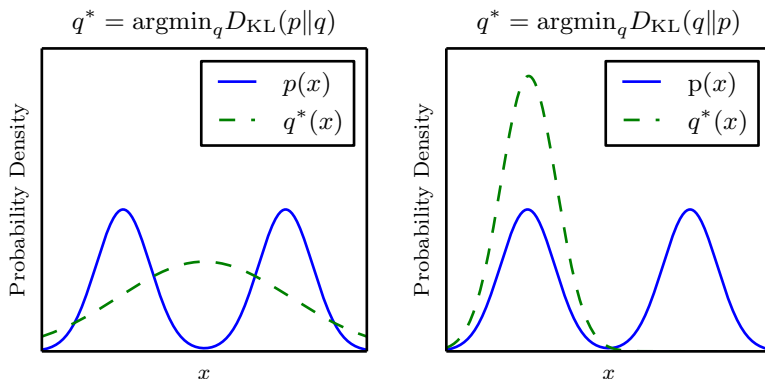 q* = argmin_q D_KL(p‖q)
p(x)
q*(x)
Probability Density
x
q* = argmin_q D_KL(q‖p)
p(x)
q*(x)
Probability Density
x